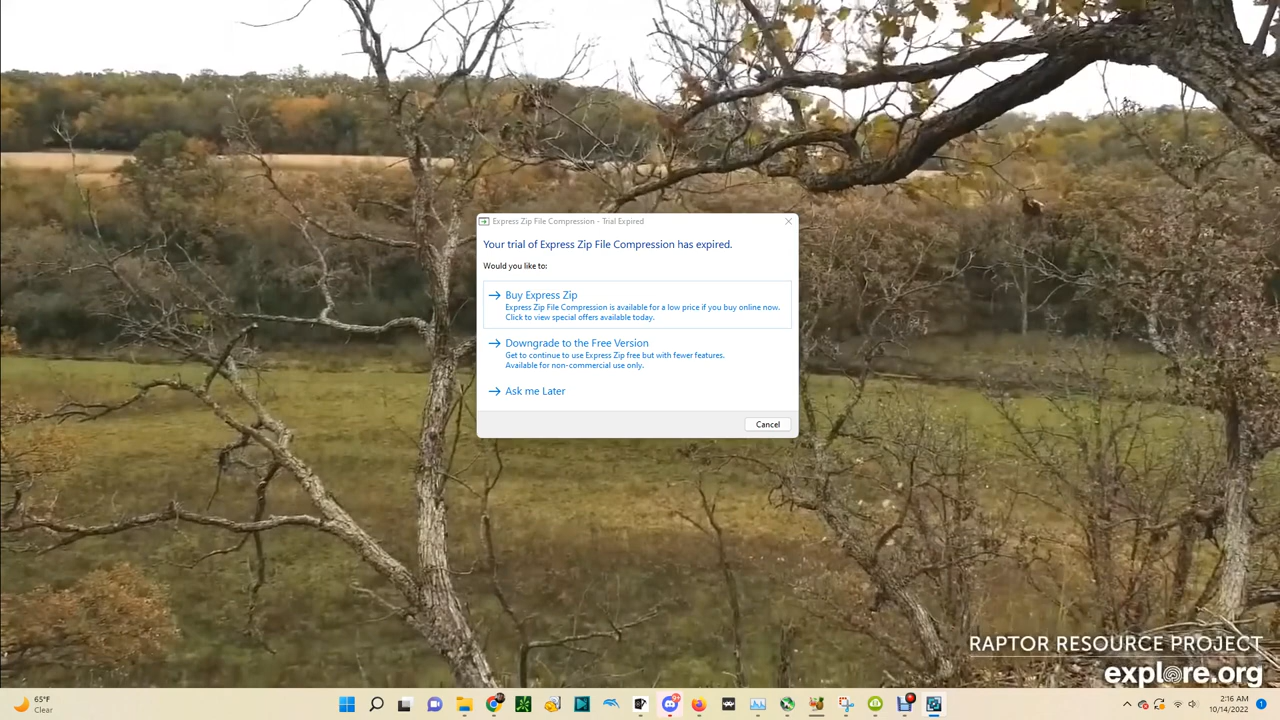 Express Zip File Compression - Trial Expired
Your trial of Express Zip File Compression has expired.
Would you like to:
Buy Express Zip
Express Zip File Compression is available for a low price if you buy online now.
Click to view special offers available today.
Downgrade to the Free Version
Get to continue to use Express Zip free but with fewer features.
Available for non-commercial use only.
Ask me Later
Cancel
RAPTOR RESOURCE PROJECT
explore.org
65°F
Clear
9+
2:16 AM
10/14/2022
1